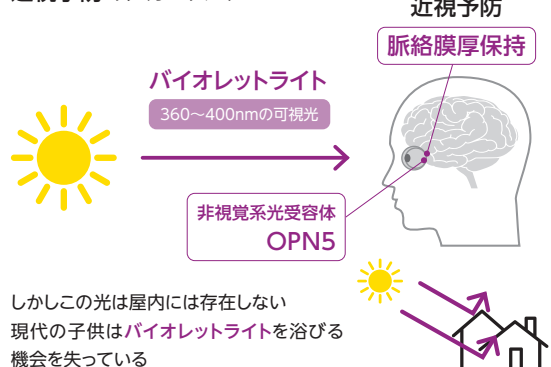 近視予防
脈絡膜厚保持
バイオレットライト
360～400nmの可視光
非視覚系光受容体
OPN5
しかしこの光は屋内には存在しない
現代の子供はバイオレットライトを浴びる
機会を失っている